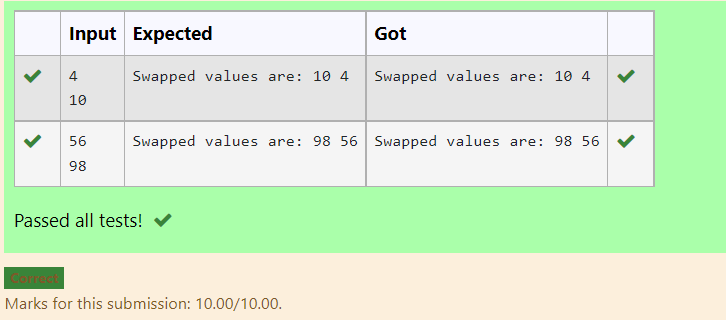 Input Expected Got
4 Swapped values are: 10 4 Swapped values are: 10 4
10
56 Swapped values are: 98 56 Swapped values are: 98 56
98
Passed all tests!
Correct
Marks for this submission: 10.00/10.00.